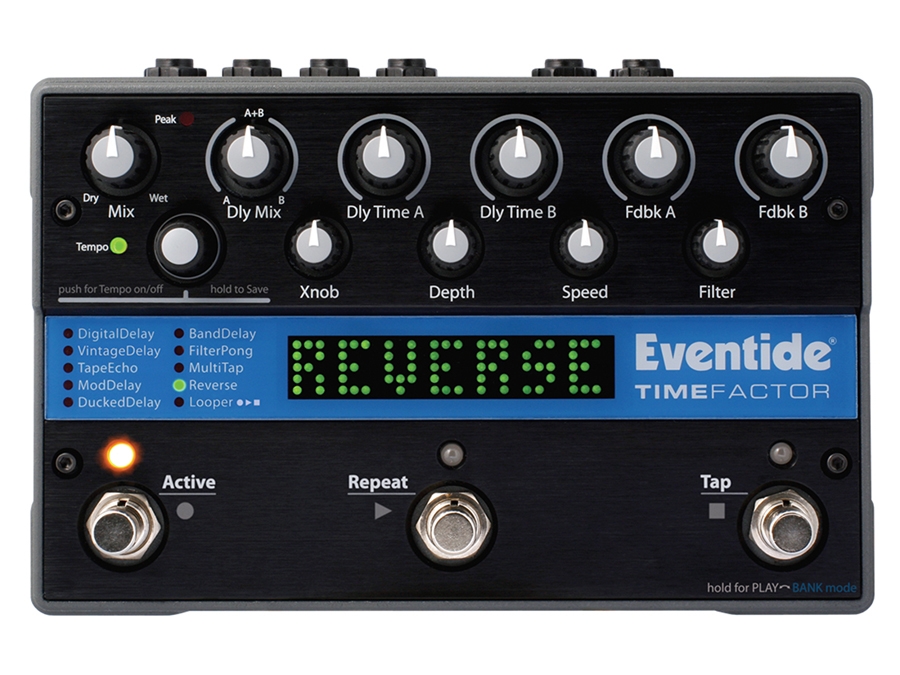 Peak
A+B
Dry
Wet
Mix
A
B
Dly Mix
Dly Time A
Dly Time B
Fdbk A
Fdbk B
Tempo
push for Tempo on/off
hold to Save
Xnob
Depth
Speed
Filter
DigitalDelay
VintageDelay
TapeEcho
ModDelay
DuckedDelay
BandDelay
FilterPong
MultiTap
Reverse
Looper
REVERSE
Eventide®
TIMEFACTOR
Active
Repeat
Tap
hold for PLAY BANK mode